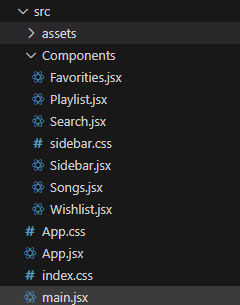 src
assets
Components
Favorities.jsx
Playlist.jsx
Search.jsx
# sidebar.css
Sidebar.jsx
Songs.jsx
Wishlist.jsx
# App.css
App.jsx
# index.css
main.jsx